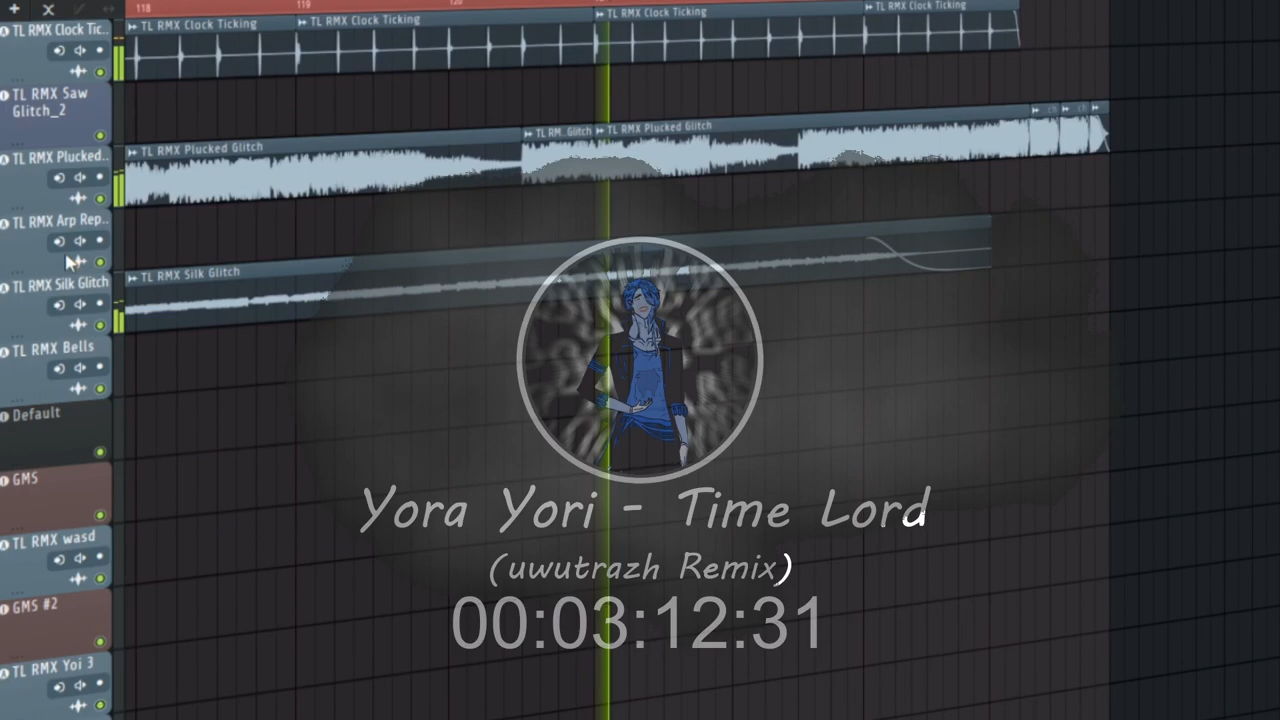 118 119 120
TL RMX Clock Tic..
TL RMX Clock Ticking
TL RMX Clock Ticking
TL RMX Clock Ticking
TL RMX Clock Ticking
TL RMX Saw
Glitch_2
TL RMX Plucked..
TL RMX Plucked Glitch
TL RM..Glitch
TL RMX Plucked Glitch
TL RMX Arp Rep..
TL RMX Silk Glitch
TL RMX Silk Glitch
TL RMX Bells
Default
GMS
TL RMX wasd
GMS #2
TL RMX Yoi 3
Yora Yori - Time Lord
(uwutrazh Remix)
00:03:12:31